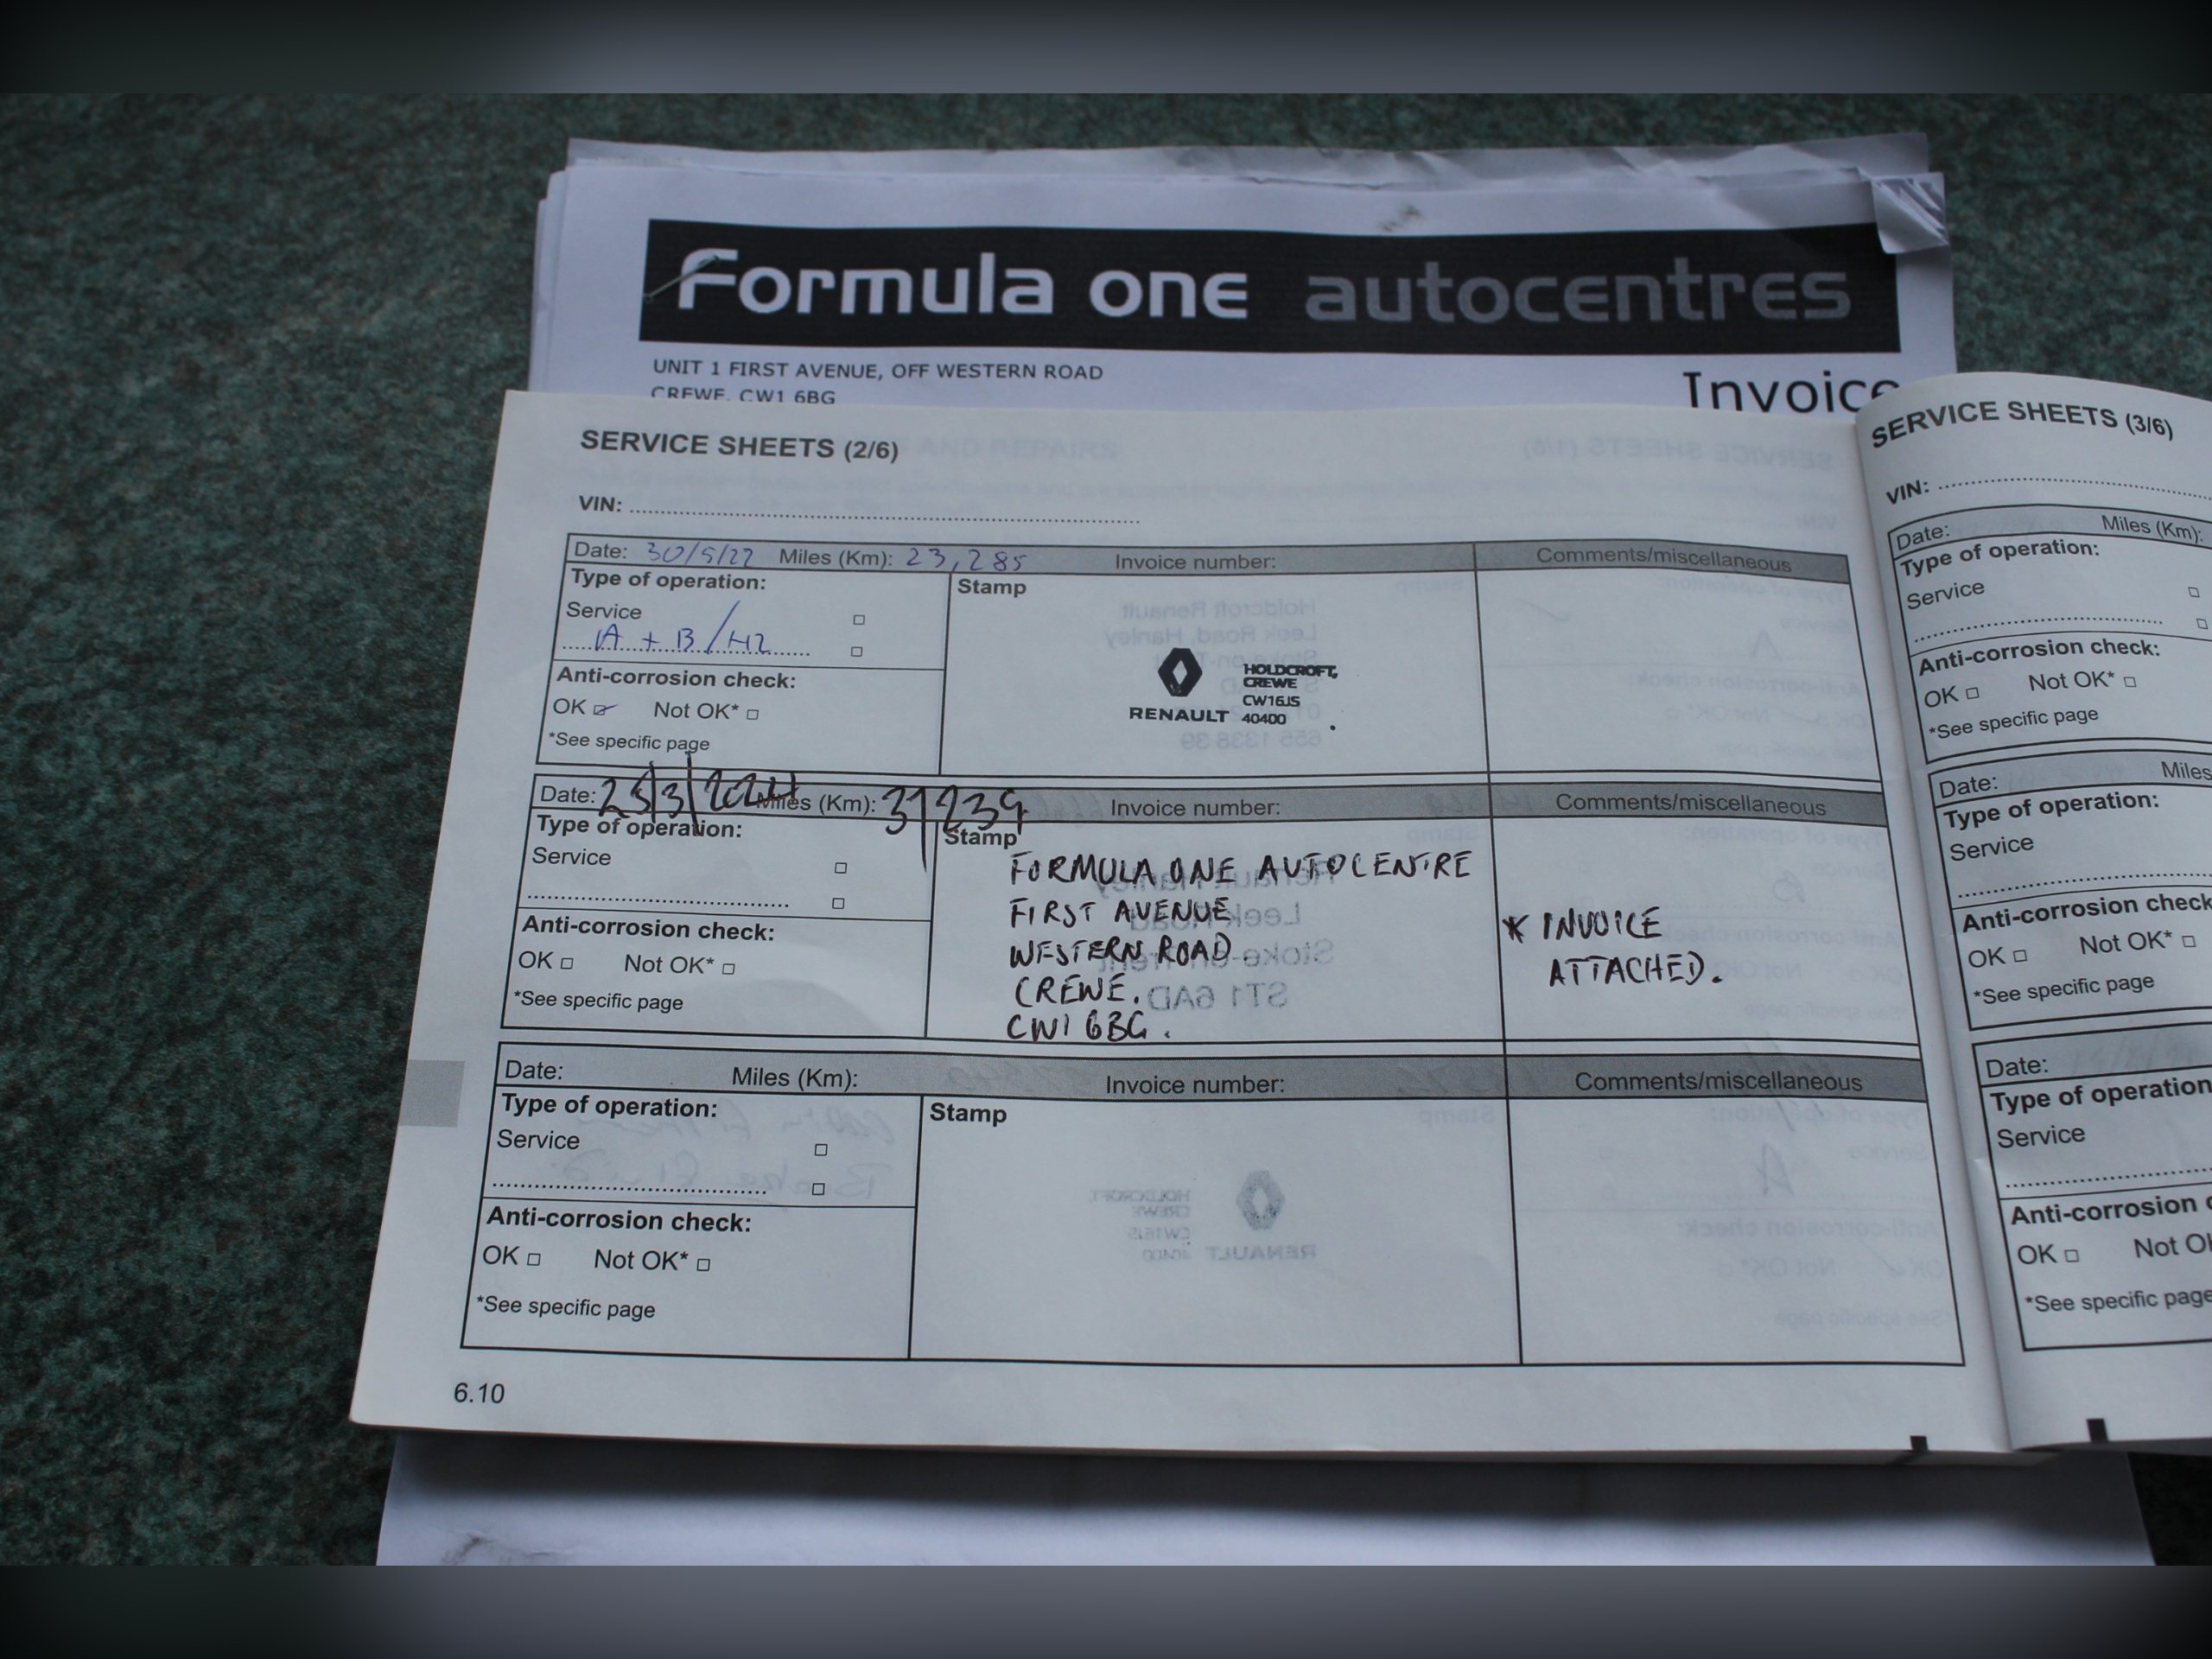 Formula one autocentres
UNIT 1 FIRST AVENUE, OFF WESTERN ROAD
CREWE, CW1 6BG
Invoice
SERVICE SHEETS (2/6)
VIN:
Date: 30/5/22 Miles (Km): 23,285 Invoice number: Comments/miscellaneous
Type of operation:
Stamp
Service
A + B / H2
Anti-corrosion check:
OK Not OK*
*See specific page
HOLDCROFT,
CREWE
CW16JS
RENAULT 40400
Date: 25/3/2024 Miles (Km): 31239 Invoice number: Comments/miscellaneous
Type of operation:
Stamp
Service
Anti-corrosion check:
OK Not OK*
*See specific page
FORMULA ONE AUTOCENTRE
FIRST AVENUE
WESTERN ROAD.
CREWE.
CW1 6BG.
* INVOICE
ATTACHED.
Date: Miles (Km): Invoice number: Comments/miscellaneous
Type of operation:
Stamp
Service
Anti-corrosion check:
OK Not OK*
*See specific page
6.10
SERVICE SHEETS (3/6)
VIN:
Date: Miles (Km):
Type of operation:
Service
Anti-corrosion check:
OK Not OK*
*See specific page
Date: Miles
Type of operation:
Service
Anti-corrosion check
OK Not OK*
*See specific page
Date:
Type of operation
Service
Anti-corrosion
OK Not
*See specific page